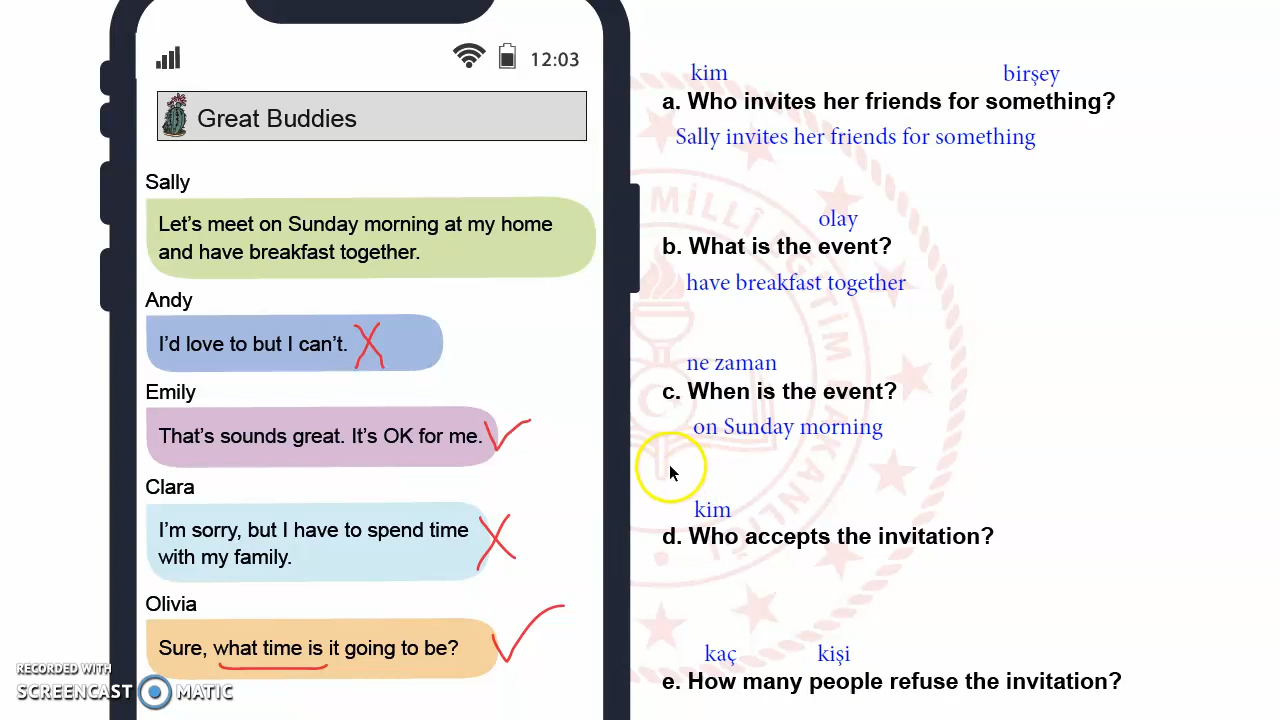 12:03
Great Buddies
Sally
Let's meet on Sunday morning at my home
and have breakfast together.
Andy
I'd love to but I can't.
Emily
That's sounds great. It's OK for me.
Clara
I'm sorry, but I have to spend time
with my family.
Olivia
Sure, what time is it going to be?
kim birşey
a. Who invites her friends for something?
Sally invites her friends for something
olay
b. What is the event?
have breakfast together
ne zaman
c. When is the event?
on Sunday morning
kim
d. Who accepts the invitation?
kaç kişi
e. How many people refuse the invitation?
MİLLÎ EĞİTİM BAKANLIĞI
RECORDED WITH
SCREENCAST MATIC